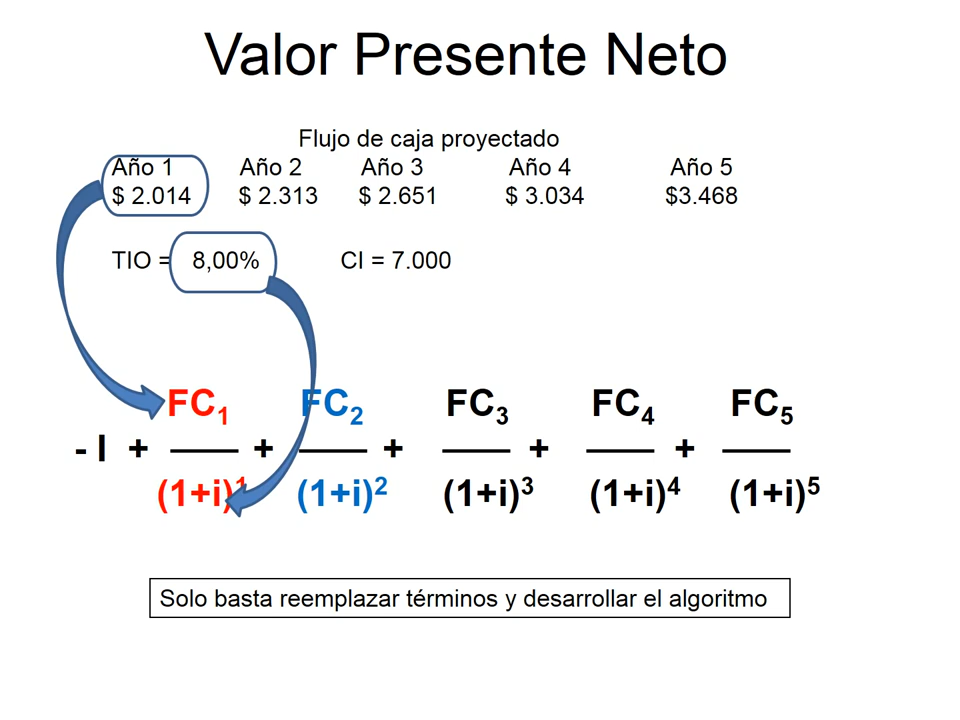 Valor Presente Neto
Flujo de caja proyectado
Año 1 Año 2 Año 3 Año 4 Año 5
$ 2.014 $ 2.313 $ 2.651 $ 3.034 $3.468
TIO = 8,00% CI = 7.000
FC₁ FC₂ FC₃ FC₄ FC₅
- I + + + + +
(1+i)¹ (1+i)² (1+i)³ (1+i)⁴ (1+i)⁵
Solo basta reemplazar términos y desarrollar el algoritmo